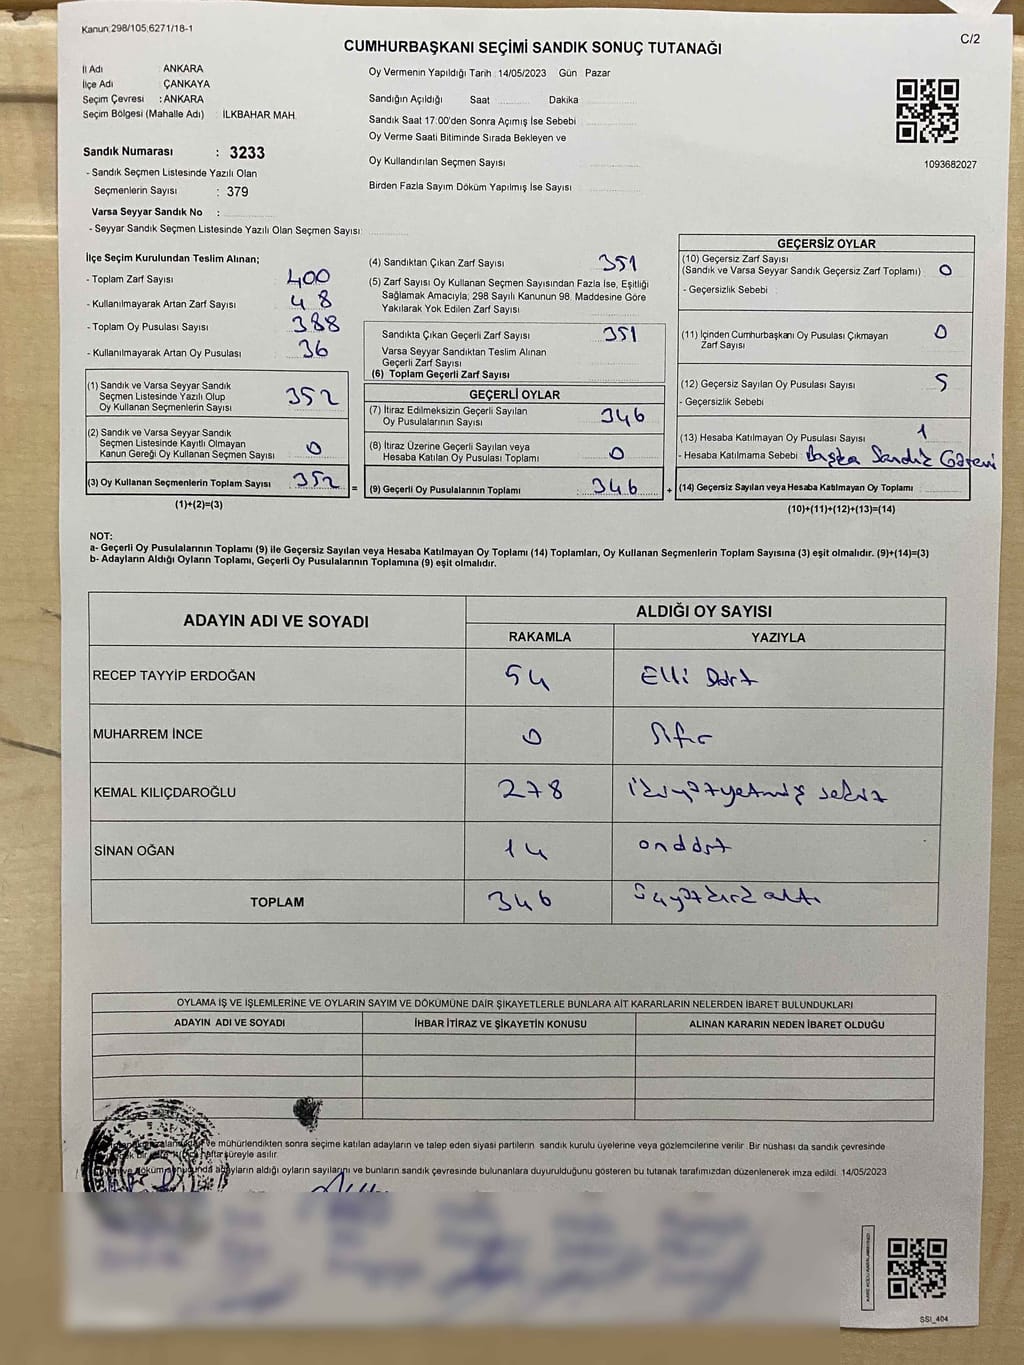 Kanun:298/105,6271/18-1
C/2
CUMHURBAŞKANI SEÇİMİ SANDIK SONUÇ TUTANAĞI
İl Adı : ANKARA
İlçe Adı : ÇANKAYA
Seçim Çevresi : ANKARA
Seçim Bölgesi (Mahalle Adı) : İLKBAHAR MAH.
Sandık Numarası : 3233
- Sandık Seçmen Listesinde Yazılı Olan
Seçmenlerin Sayısı : 379
Varsa Seyyar Sandık No :
- Seyyar Sandık Seçmen Listesinde Yazılı Olan Seçmen Sayısı:
Oy Vermenin Yapıldığı Tarih : 14/05/2023 Gün Pazar
Sandığın Açıldığı Saat Dakika
Sandık Saat 17:00'den Sonra Açımış İse Sebebi
Oy Verme Saati Bitiminde Sırada Bekleyen ve
Oy Kullandırılan Seçmen Sayısı
Birden Fazla Sayım Döküm Yapılmış İse Sayısı
1093682027
İlçe Seçim Kurulundan Teslim Alınan;
- Toplam Zarf Sayısı 400
- Kullanılmayarak Artan Zarf Sayısı 48
- Toplam Oy Pusulası Sayısı 388
- Kullanılmayarak Artan Oy Pusulası 36
(1) Sandık ve Varsa Seyyar Sandık
Seçmen Listesinde Yazılı Olup
Oy Kullanan Seçmenlerin Sayısı 352
(2) Sandık ve Varsa Seyyar Sandık
Seçmen Listesinde Kayıtlı Olmayan
Kanun Gereği Oy Kullanan Seçmen Sayısı 0
(3) Oy Kullanan Seçmenlerin Toplam Sayısı 352 =
(1)+(2)=(3)
(4) Sandıktan Çıkan Zarf Sayısı 351
(5) Zarf Sayısı Oy Kullanan Seçmen Sayısından Fazla İse, Eşitliği
Sağlamak Amacıyla; 298 Sayılı Kanunun 98. Maddesine Göre
Yakılarak Yok Edilen Zarf Sayısı
Sandıkta Çıkan Geçerli Zarf Sayısı 351
Varsa Seyyar Sandıktan Teslim Alınan
Geçerli Zarf Sayısı
(6) Toplam Geçerli Zarf Sayısı
GEÇERLİ OYLAR
(7) İtiraz Edilmeksizin Geçerli Sayılan
Oy Pusulalarının Sayısı 346
(8) İtiraz Üzerine Geçerli Sayılan veya
Hesaba Katılan Oy Pusulası Toplamı 0
(9) Geçerli Oy Pusulalarının Toplamı 346 +
GEÇERSİZ OYLAR
(10) Geçersiz Zarf Sayısı
(Sandık ve Varsa Seyyar Sandık Geçersiz Zarf Toplamı) 0
- Geçersizlik Sebebi
(11) İçinden Cumhurbaşkanı Oy Pusulası Çıkmayan
Zarf Sayısı 0
(12) Geçersiz Sayılan Oy Pusulası Sayısı 5
- Geçersizlik Sebebi
(13) Hesaba Katılmayan Oy Pusulası Sayısı 1
- Hesaba Katılmama Sebebi Başka Sandık Görevi
(14) Geçersiz Sayılan veya Hesaba Katılmayan Oy Toplamı
(10)+(11)+(12)+(13)=(14)
NOT:
a- Geçerli Oy Pusulalarının Toplamı (9) ile Geçersiz Sayılan veya Hesaba Katılmayan Oy Toplamı (14) Toplamları, Oy Kullanan Seçmenlerin Toplam Sayısına (3) eşit olmalıdır. (9)+(14)=(3)
b- Adayların Aldığı Oyların Toplamı, Geçerli Oy Pusulalarının Toplamına (9) eşit olmalıdır.
ADAYIN ADI VE SOYADI ALDIĞI OY SAYISI
RAKAMLA YAZIYLA
RECEP TAYYİP ERDOĞAN 54 Elli Dört
MUHARREM İNCE 0 Sıfır
KEMAL KILIÇDAROĞLU 278 İkiyüzyetmiş sekiz
SİNAN OĞAN 14 ondört
TOPLAM 346 Üçyüzkırk altı
OYLAMA İŞ VE İŞLEMLERİNE VE OYLARIN SAYIM VE DÖKÜMÜNE DAİR ŞİKAYETLERLE BUNLARA AİT KARARLARIN NELERDEN İBARET BULUNDUKLARI
ADAYIN ADI VE SOYADI İHBAR İTİRAZ VE ŞİKAYETİN KONUSU ALINAN KARARIN NEDEN İBARET OLDUĞU
ve mühürlendikten sonra seçime katılan adayların ve talep eden siyasi partilerin sandık kurulu üyelerine veya gözlemcilerine verilir. Bir nüshası da sandık çevresinde
hafta süreyle asılır.
adayların aldığı oyların sayılarını ve bunların sandık çevresinde bulunanlara duyurulduğunu gösteren bu tutanak tarafımızdan düzenlenerek imza edildi. 14/05/2023
SSI_404